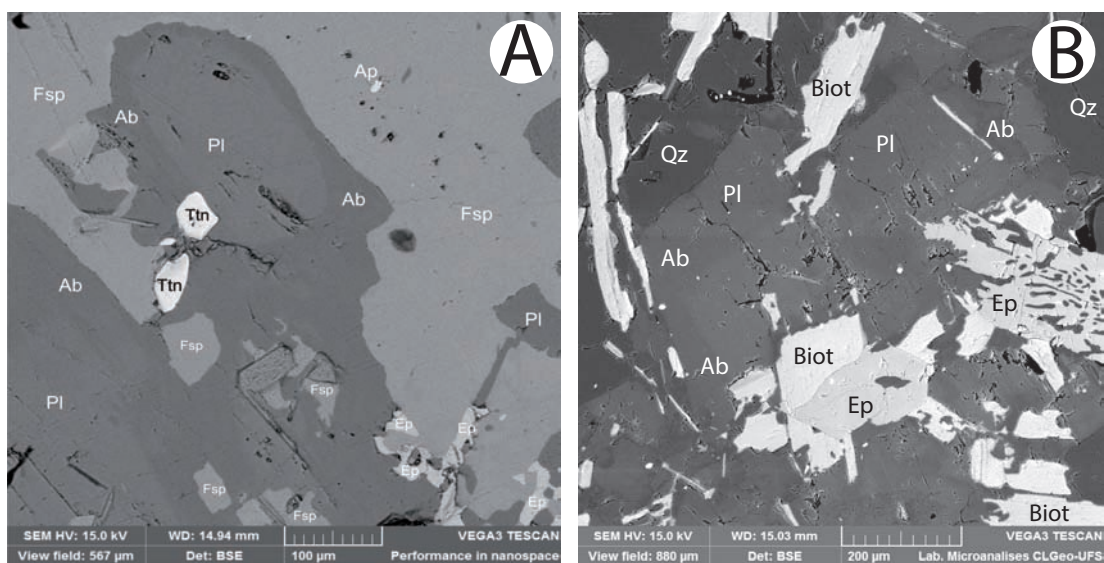 A
Ap
Fsp
Ab
Pl
Ab
Fsp
Ttn
Ttn
Ab
Pl
Fsp
Fsp
Pl
Ep
Ep
Ep
Fsp
Fsp
Ep
SEM HV: 15.0 kV WD: 14.94 mm VEGA3 TESCAN
View field: 567 µm Det: BSE 100 µm Performance in nanospace
B
Biot
Qz
Ab
Pl
Qz
Pl
Ab
Ep
Biot
Ab
Ep
Biot
SEM HV: 15.0 kV WD: 15.03 mm VEGA3 TESCAN
View field: 880 µm Det: BSE 200 µm Lab. Microanalises CLGeo-UFS